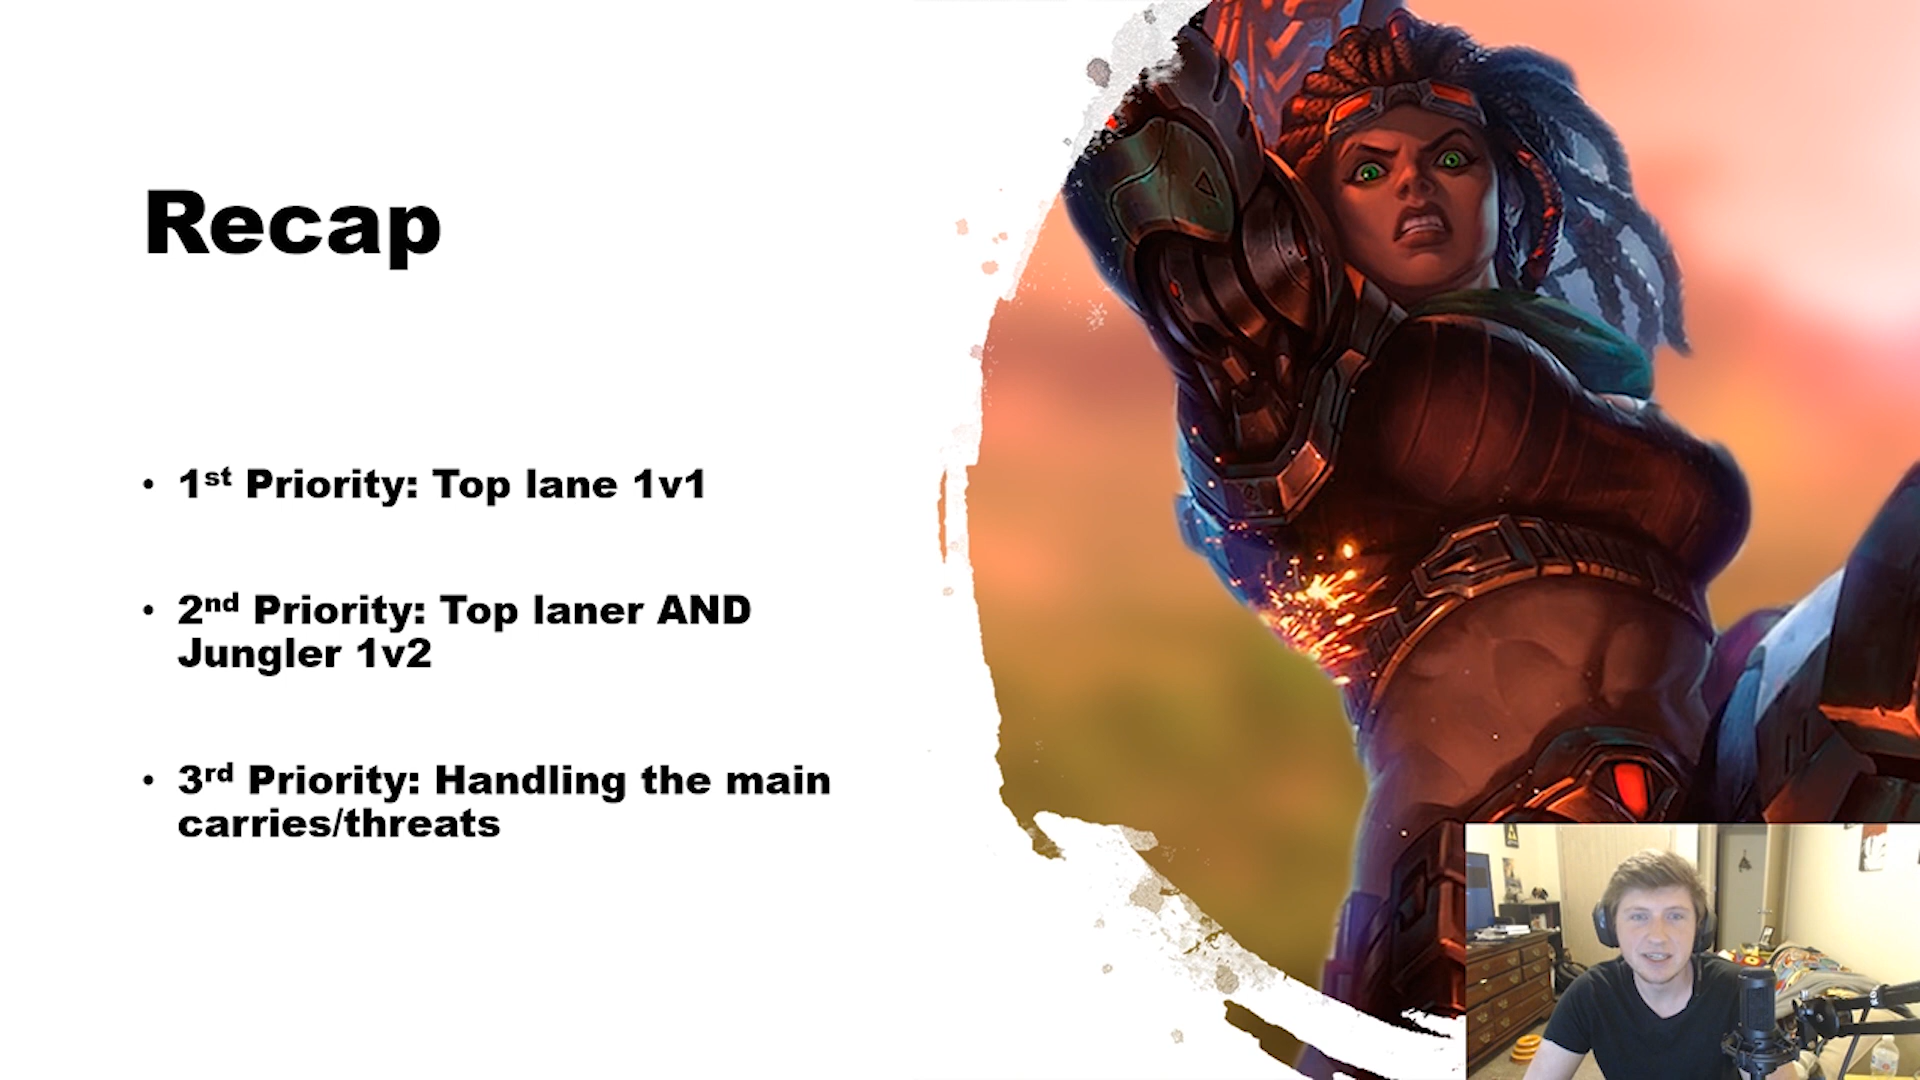 Recap
• 1st Priority: Top lane 1v1
• 2nd Priority: Top laner AND
Jungler 1v2
• 3rd Priority: Handling the main
carries/threats